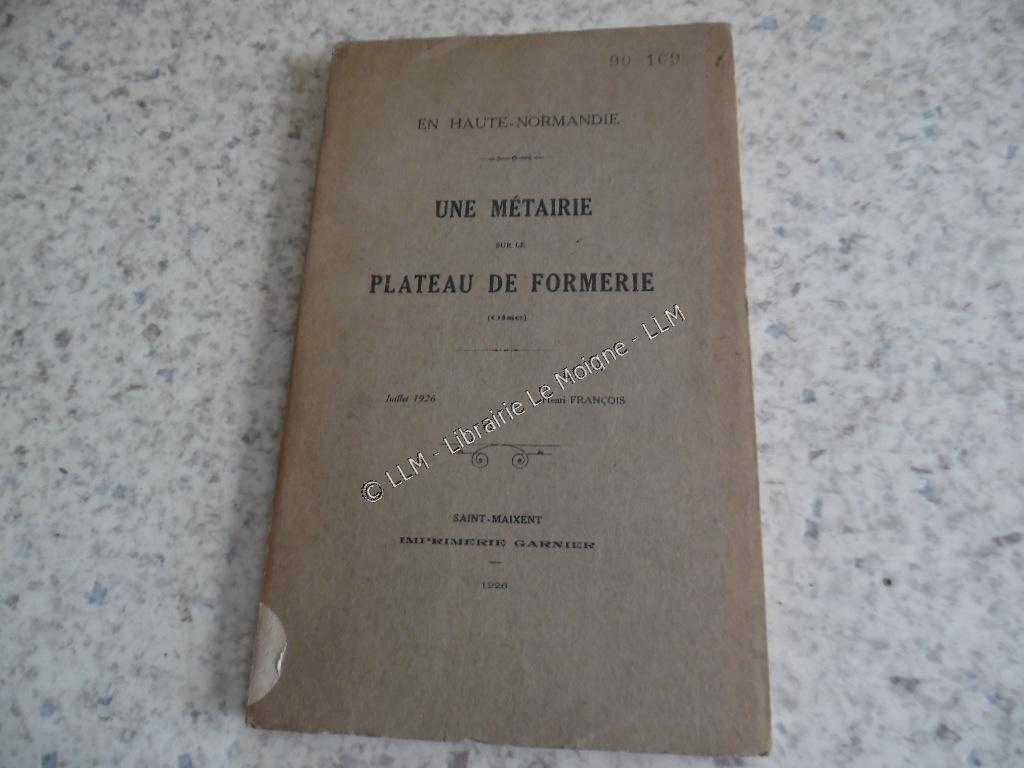 90 169
EN HAUTE-NORMANDIE
UNE MÉTAIRIE
SUR LE
PLATEAU DE FORMERIE
(Oise)
Juillet 1926 Henri FRANÇOIS
© LLM - Librairie Le Moigne - LLM
SAINT-MAIXENT
IMPRIMERIE GARNIER
1926